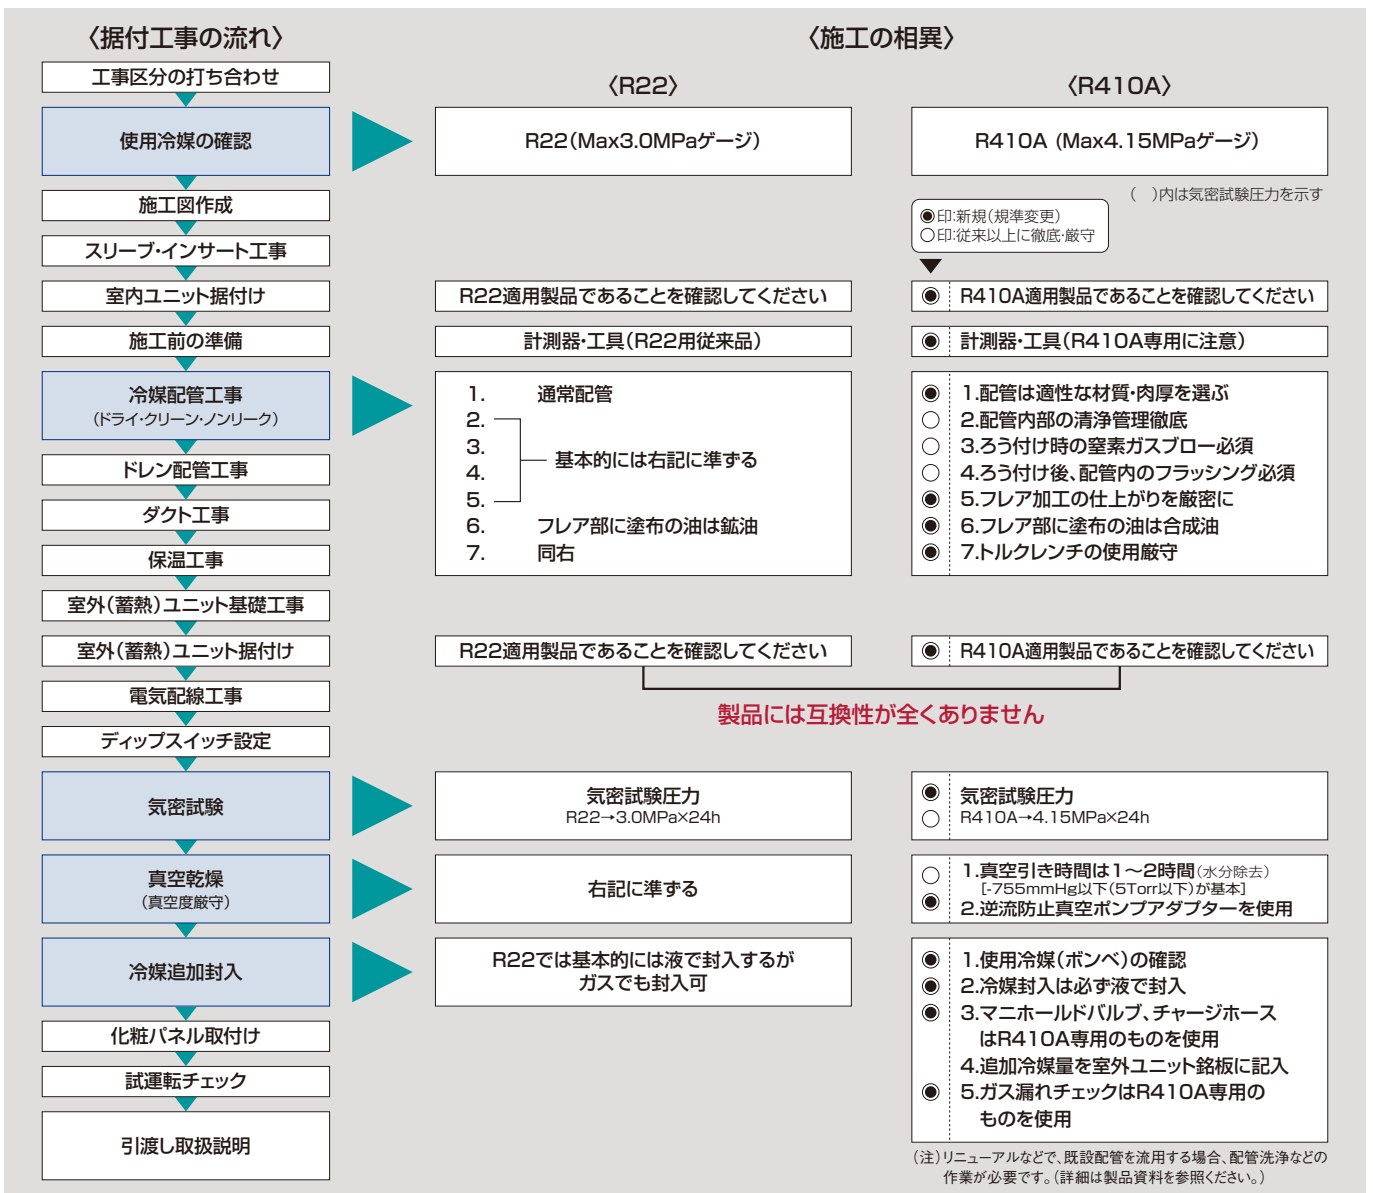 〈据付工事の流れ〉
〈施工の相異〉
工事区分の打ち合わせ
〈R22〉
〈R410A〉
使用冷媒の確認
R22(Max3.0MPaゲージ)
R410A (Max4.15MPaゲージ)
(　)内は気密試験圧力を示す
施工図作成
◉印:新規(規準変更)
○印:従来以上に徹底・厳守
スリーブ・インサート工事
室内ユニット据付け
R22適用製品であることを確認してください
◉ R410A適用製品であることを確認してください
施工前の準備
計測器・工具(R22用従来品)
◉ 計測器・工具(R410A専用に注意)
冷媒配管工事
(ドライ・クリーン・ノンリーク)
1. 通常配管
2.
3.
4.
5.
基本的には右記に準ずる
6. フレア部に塗布の油は鉱油
7. 同右
◉ 1.配管は適性な材質・肉厚を選ぶ
○ 2.配管内部の清浄管理徹底
○ 3.ろう付け時の窒素ガスブロー必須
○ 4.ろう付け後、配管内のフラッシング必須
◉ 5.フレア加工の仕上がりを厳密に
◉ 6.フレア部に塗布の油は合成油
◉ 7.トルクレンチの使用厳守
ドレン配管工事
ダクト工事
保温工事
室外(蓄熱)ユニット基礎工事
室外(蓄熱)ユニット据付け
R22適用製品であることを確認してください
◉ R410A適用製品であることを確認してください
製品には互換性が全くありません
電気配線工事
ディップスイッチ設定
気密試験
気密試験圧力
R22→3.0MPa×24h
◉ 気密試験圧力
○ R410A→4.15MPa×24h
真空乾燥
(真空度厳守)
右記に準ずる
○ 1.真空引き時間は1～2時間(水分除去)
[-755mmHg以下(5Torr以下)が基本]
◉ 2.逆流防止真空ポンプアダプターを使用
冷媒追加封入
R22では基本的には液で封入するが
ガスでも封入可
◉ 1.使用冷媒(ボンベ)の確認
◉ 2.冷媒封入は必ず液で封入
◉ 3.マニホールドバルブ、チャージホース
はR410A専用のものを使用
4.追加冷媒量を室外ユニット銘板に記入
◉ 5.ガス漏れチェックはR410A専用の
ものを使用
化粧パネル取付け
試運転チェック
引渡し取扱説明
(注)リニューアルなどで、既設配管を流用する場合、配管洗浄などの
作業が必要です。(詳細は製品資料を参照ください。)